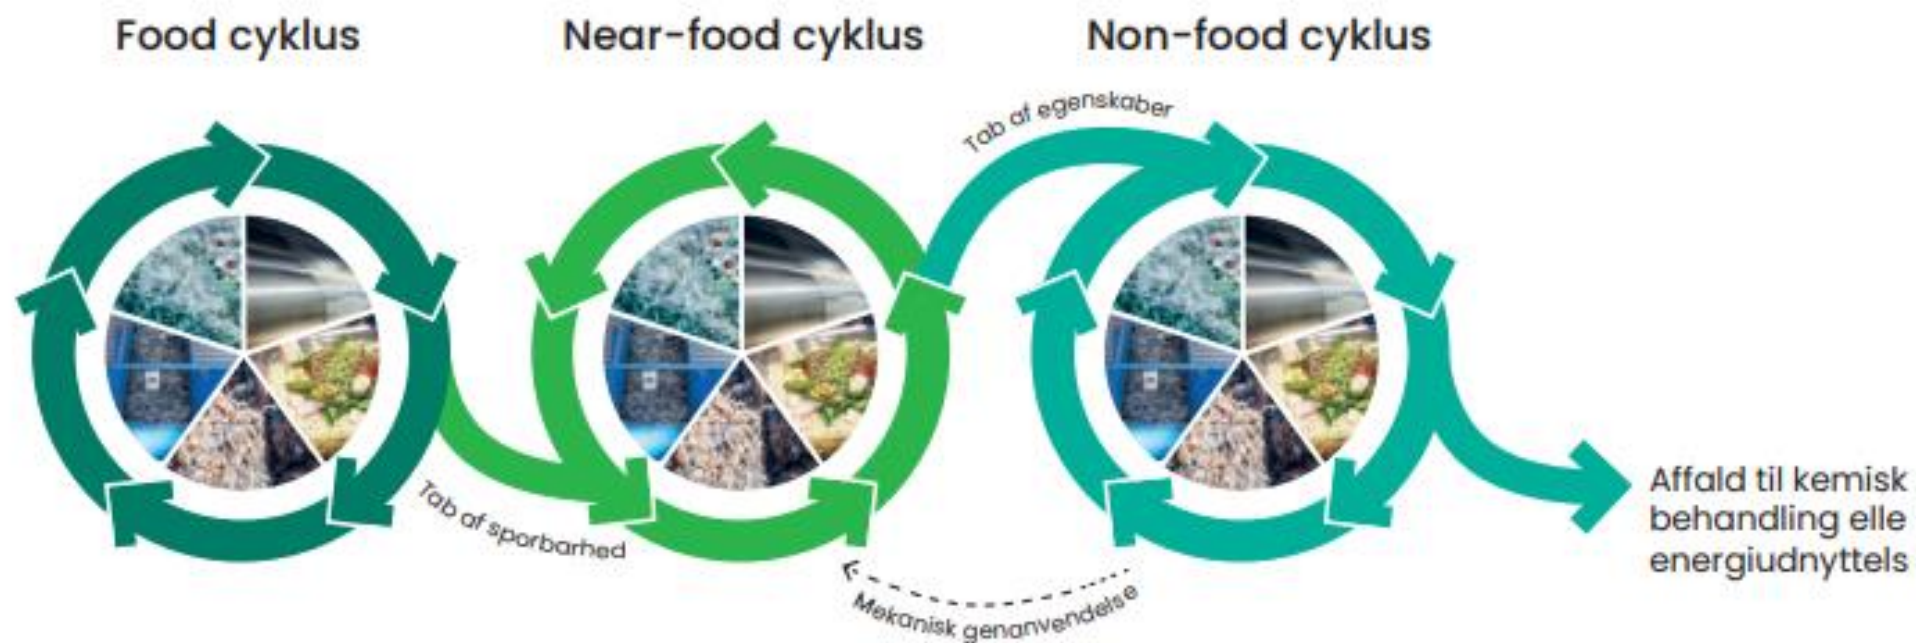 Food cyklus
Near-food cyklus
Non-food cyklus
Tab af egenskaber
Tab af sporbarhed
Mekanisk genanvendelse
Affald til kemisk
behandling elle
energiudnyttels